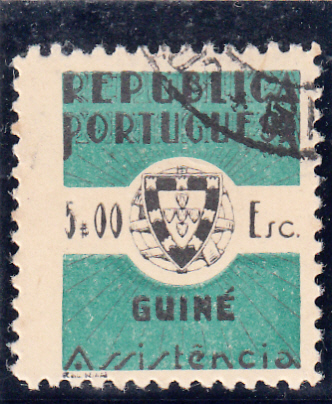 REPUBLICA
PORTUGUESA
5$00 Esc.
GUINÉ
Assistência